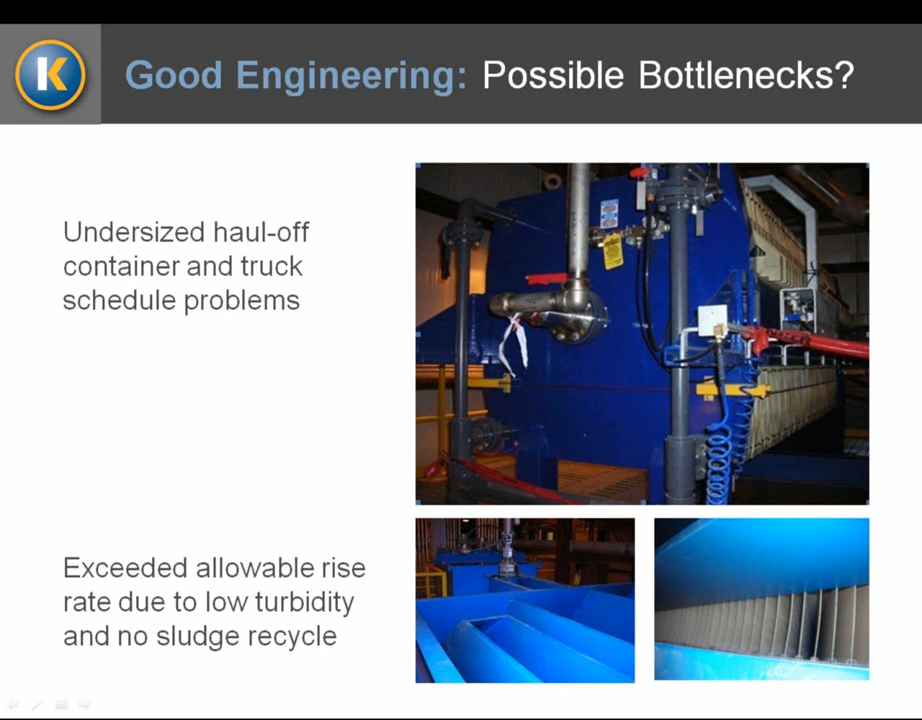 K
Good Engineering: Possible Bottlenecks?
Undersized haul-off
container and truck
schedule problems
Exceeded allowable rise
rate due to low turbidity
and no sludge recycle